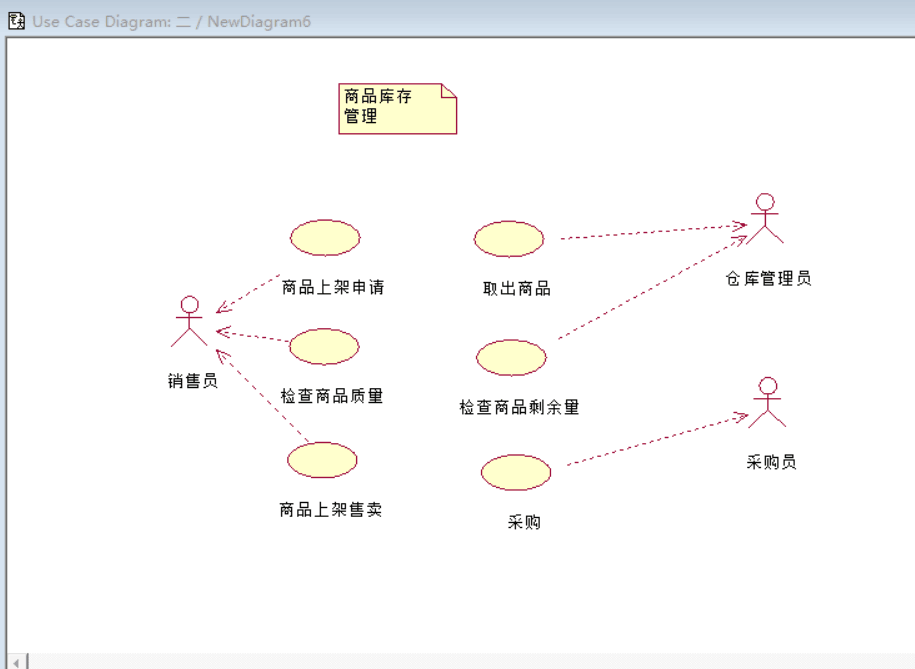 Use Case Diagram: 二 / NewDiagram6
商品库存
管理
商品上架申请
取出商品
仓库管理员
销售员
检查商品质量
检查商品剩余量
采购员
商品上架售卖
采购